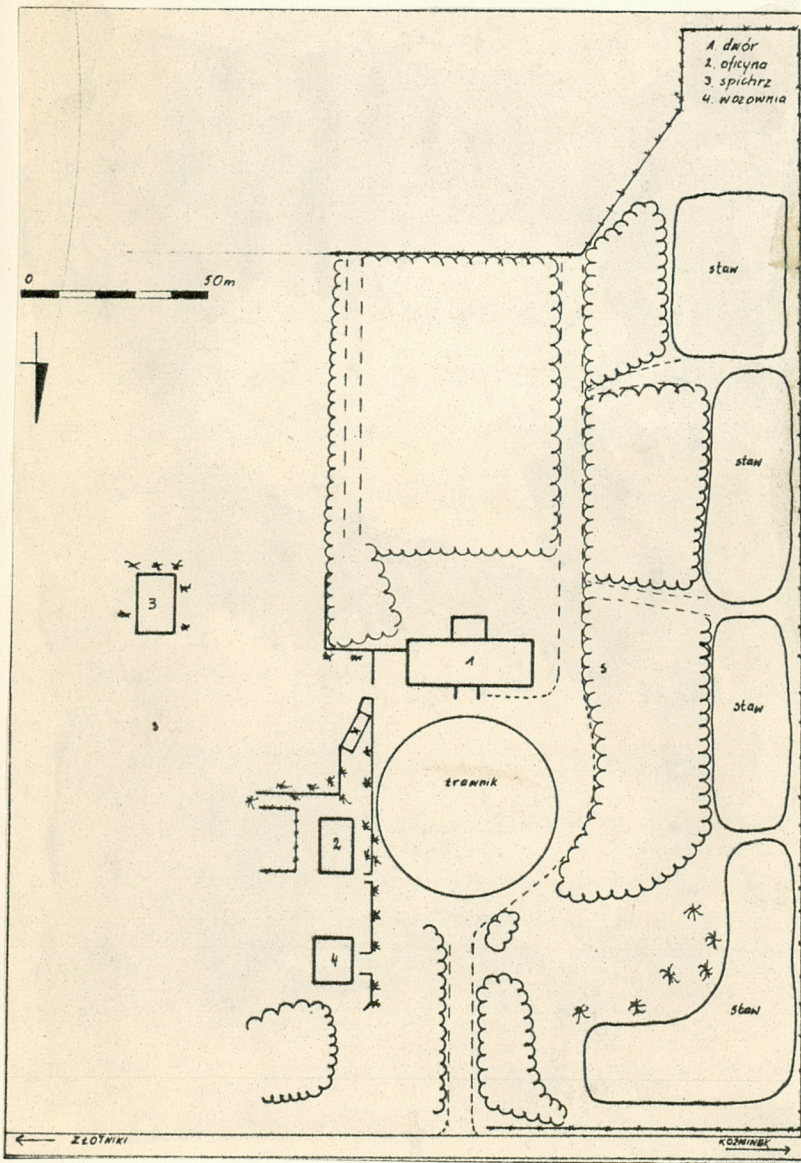 1. dwór
2. oficyna
3. spichrz
4. wozownia
0 50m
staw
staw
3
1
s
s
staw
trawnik
2
4
staw
ZŁOTNIKI
KOŹMINEK